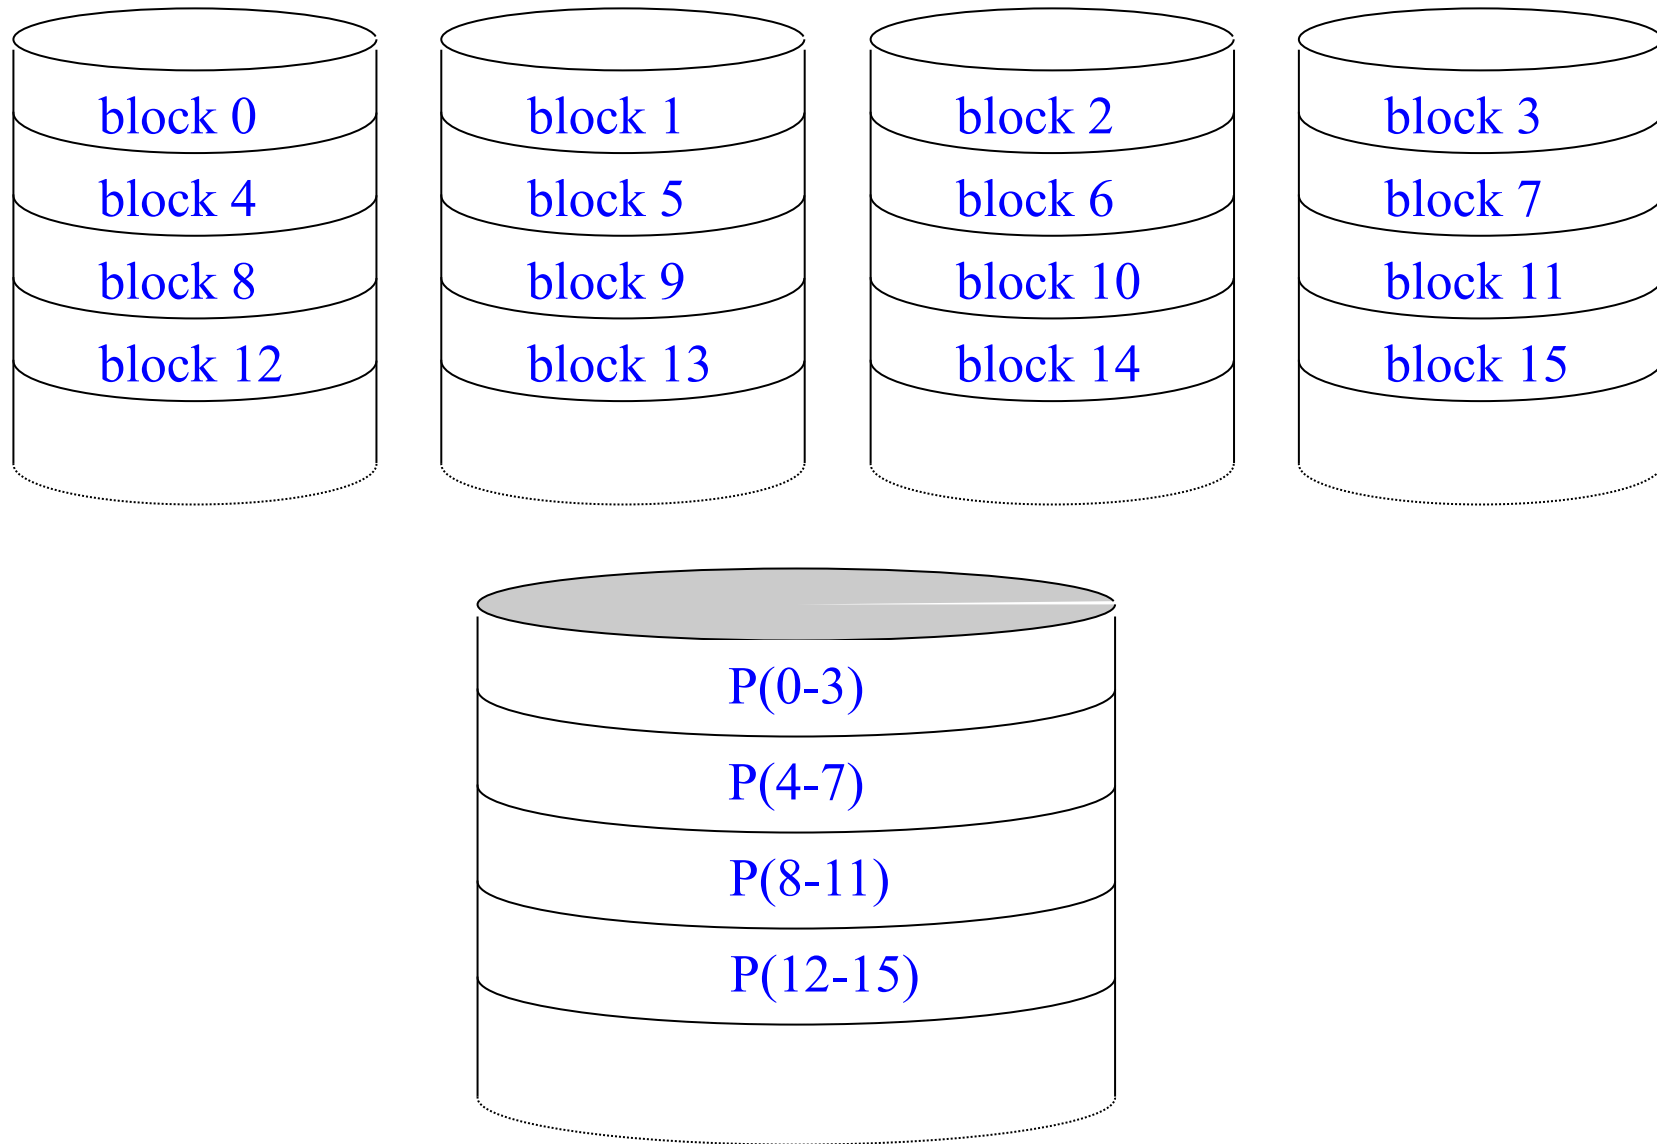 block 0
block 1
block 2
block 3
block 4
block 5
block 6
block 7
block 8
block 9
block 10
block 11
block 12
block 13
block 14
block 15
P(0-3)
P(4-7)
P(8-11)
P(12-15)